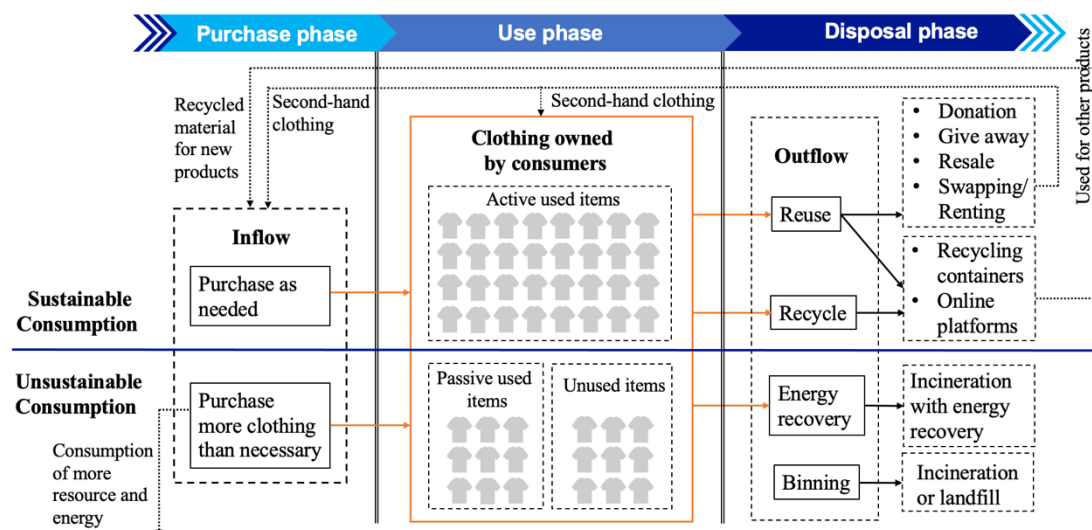 Purchase phase
Use phase
Disposal phase
Recycled
material
for new
products
Second-hand
clothing
Second-hand clothing
Used for other products
Inflow
Purchase as
needed
Purchase
more clothing
than necessary
Sustainable
Consumption
Unsustainable
Consumption
Consumption
of more
resource and
energy
Clothing owned
by consumers
Active used items
Passive used
items
Unused items
Outflow
Reuse
Recycle
Energy
recovery
Binning
• Donation
• Give away
• Resale
• Swapping/
Renting
• Recycling
containers
• Online
platforms
Incineration
with energy
recovery
Incineration
or landfill